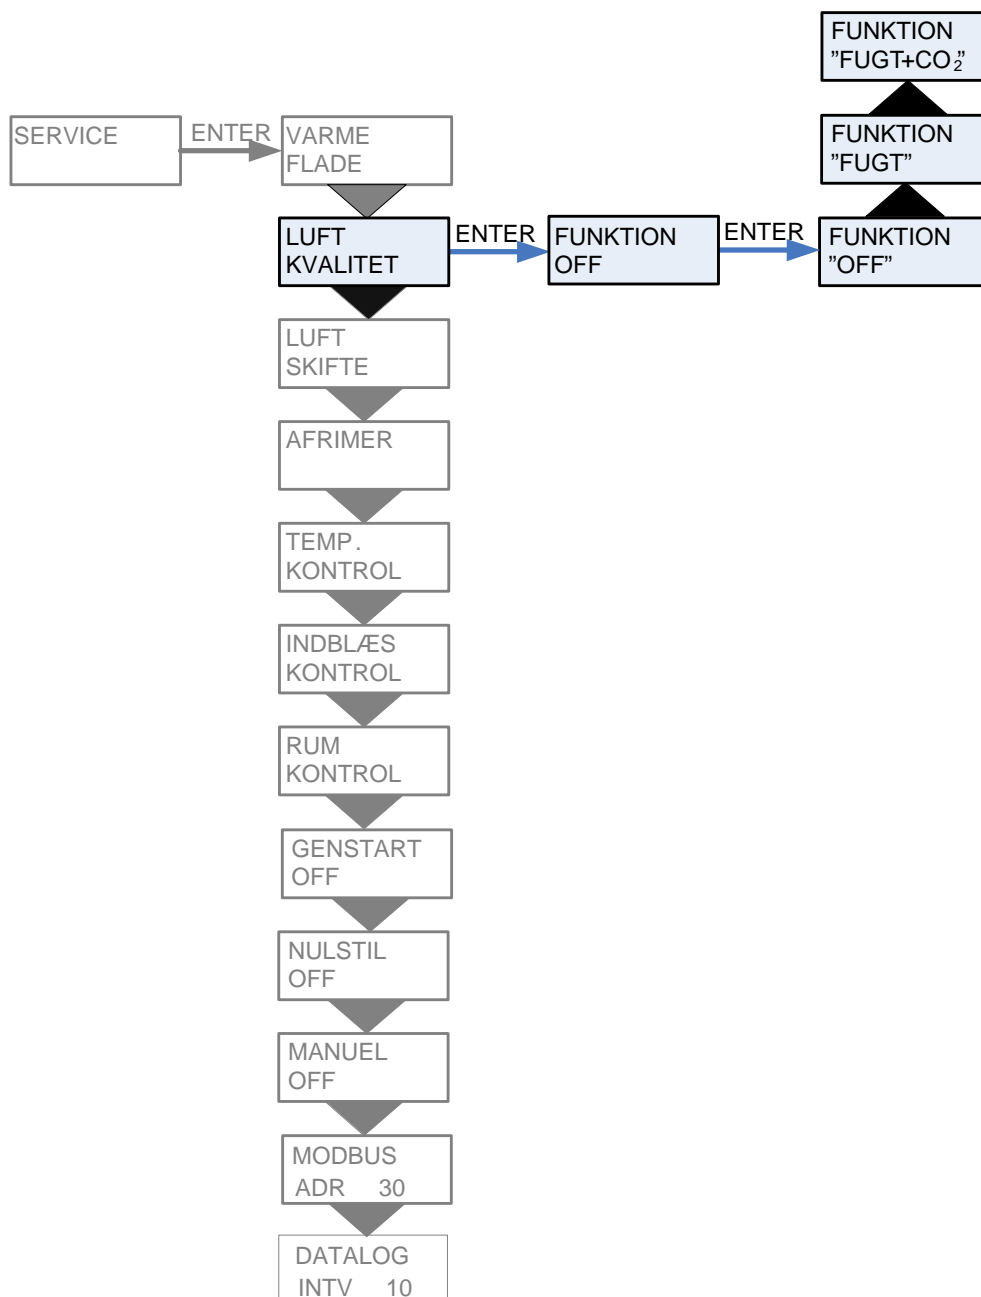 FUNKTION
"FUGT+CO₂"
FUNKTION
"FUGT"
SERVICE
ENTER
VARME
FLADE
LUFT
KVALITET
ENTER
FUNKTION
OFF
ENTER
FUNKTION
"OFF"
LUFT
SKIFTE
AFRIMER
TEMP.
KONTROL
INDBLÆS
KONTROL
RUM
KONTROL
GENSTART
OFF
NULSTIL
OFF
MANUEL
OFF
MODBUS
ADR 30
DATALOG
INTV 10